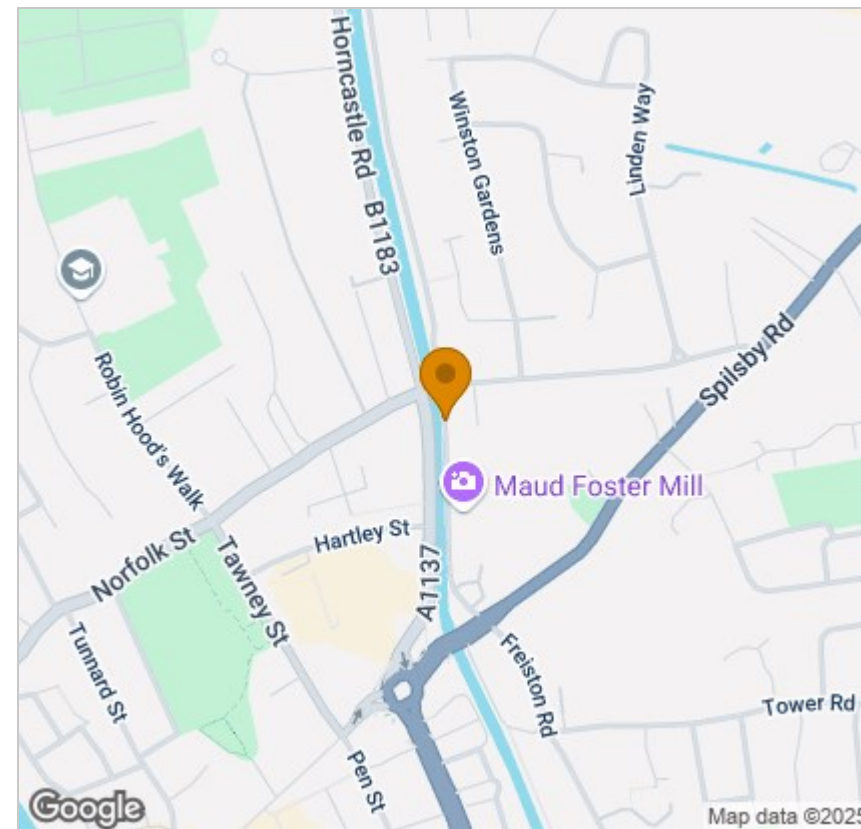 Horncastle Rd
B1183
Winston Gardens
Linden Way
Spilsby Rd
Robin Hood's Walk
Maud Foster Mill
Norfolk St
Hartley St
A1137
Tawney St
Tunnard St
Freiston Rd
Tower Rd
Pen St
Google
Map data ©2025